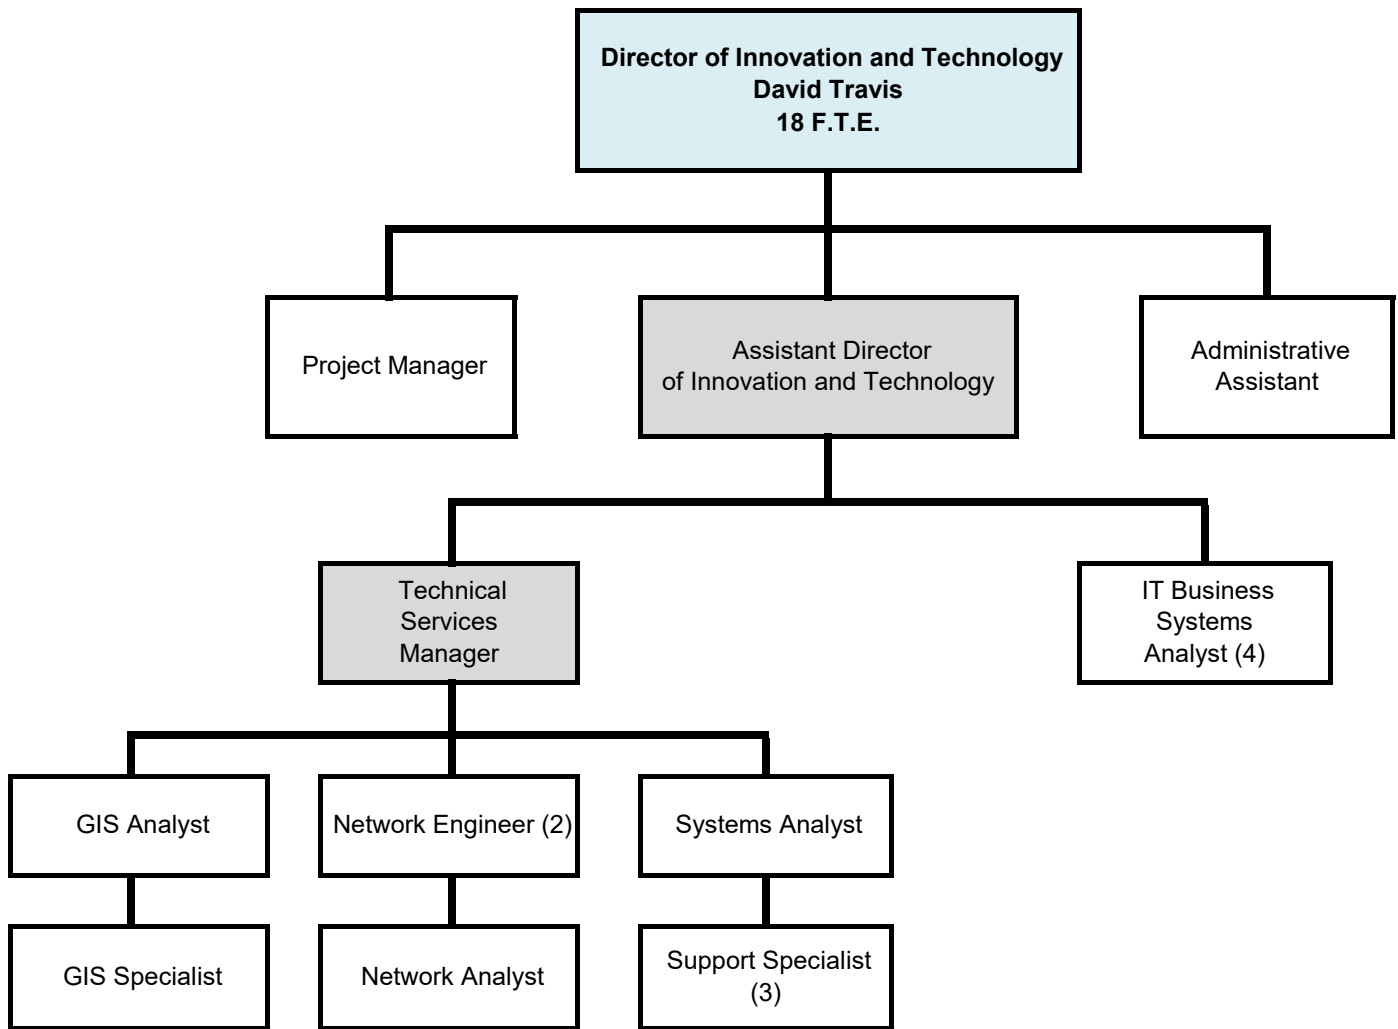 Director of Innovation and Technology
David Travis
18 F.T.E.
Project Manager
Assistant Director
of Innovation and Technology
Administrative
Assistant
Technical
Services
Manager
IT Business
Systems
Analyst (4)
GIS Analyst
Network Engineer (2)
Systems Analyst
GIS Specialist
Network Analyst
Support Specialist
(3)